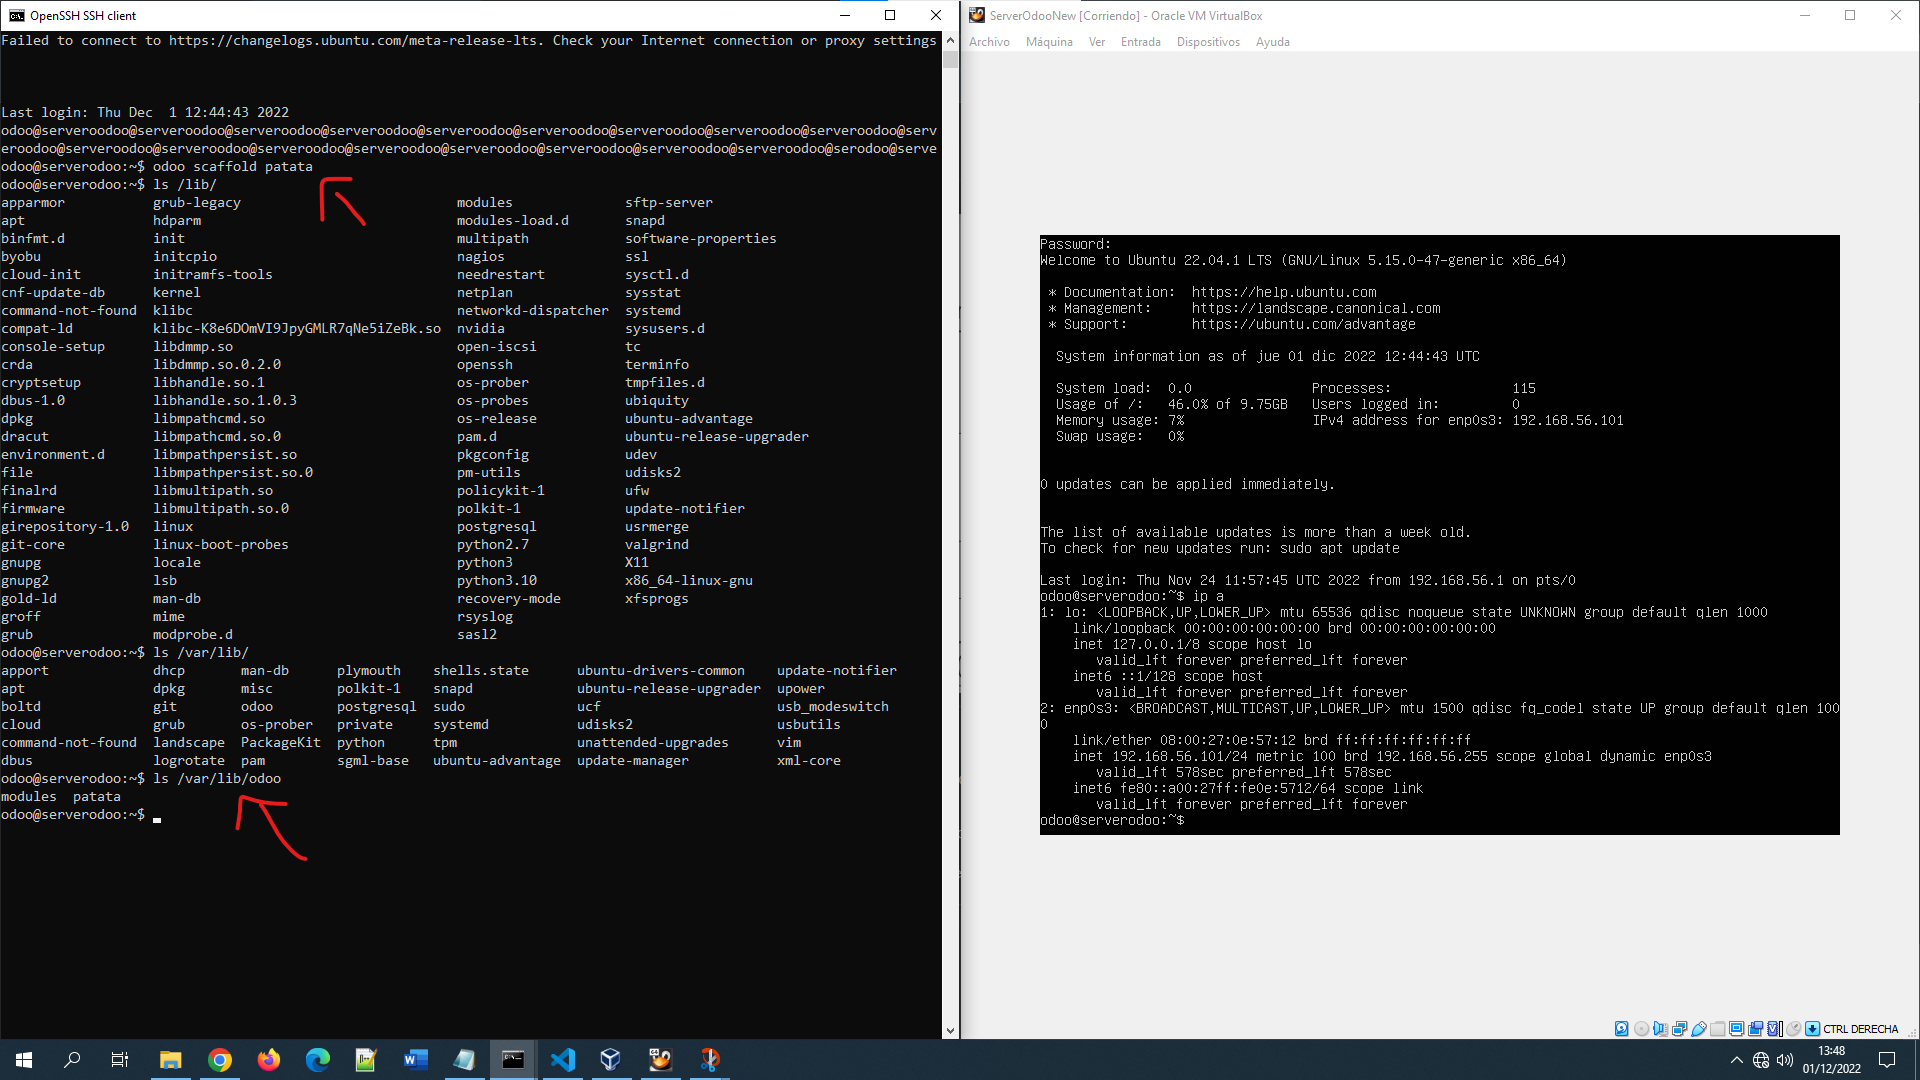 OpenSSH SSH client
Failed to connect to https://changelogs.ubuntu.com/meta-release-lts. Check your Internet connection or proxy settings
Last login: Thu Dec  1 12:44:43 2022
odoo@serveroodoo@serveroodoo@serveroodoo@serveroodoo@serveroodoo@serveroodoo@serveroodoo@serveroodoo@serveroodoo@serv
eroodoo@serveroodoo@serveroodoo@serveroodoo@serveroodoo@serveroodoo@serveroodoo@serveroodoo@serveroodoo@serodoo@serve
odoo@serverodoo:~$ odoo scaffold patata
odoo@serverodoo:~$ ls /lib/
apparmor grub-legacy modules sftp-server
apt hdparm modules-load.d snapd
binfmt.d init multipath software-properties
byobu initcpio nagios ssl
cloud-init initramfs-tools needrestart sysctl.d
cnf-update-db kernel netplan sysstat
command-not-found klibc networkd-dispatcher systemd
compat-ld klibc-K8e6DOmVI9JpyGMLR7qNe5iZeBk.so nvidia sysusers.d
console-setup libdmmp.so open-iscsi tc
crda libdmmp.so.0.2.0 openssh terminfo
cryptsetup libhandle.so.1 os-prober tmpfiles.d
dbus-1.0 libhandle.so.1.0.3 os-probes ubiquity
dpkg libmpathcmd.so os-release ubuntu-advantage
dracut libmpathcmd.so.0 pam.d ubuntu-release-upgrader
environment.d libmpathpersist.so pkgconfig udev
file libmpathpersist.so.0 pm-utils udisks2
finalrd libmultipath.so policykit-1 ufw
firmware libmultipath.so.0 polkit-1 update-notifier
girepository-1.0 linux postgresql usrmerge
git-core linux-boot-probes python2.7 valgrind
gnupg locale python3 X11
gnupg2 lsb python3.10 x86_64-linux-gnu
gold-ld man-db recovery-mode xfsprogs
groff mime rsyslog
grub modprobe.d sasl2
odoo@serverodoo:~$ ls /var/lib/
apport dhcp man-db plymouth shells.state ubuntu-drivers-common update-notifier
apt dpkg misc polkit-1 snapd ubuntu-release-upgrader upower
boltd git odoo postgresql sudo ucf usb_modeswitch
cloud grub os-prober private systemd udisks2 usbutils
command-not-found landscape PackageKit python tpm unattended-upgrades vim
dbus logrotate pam sgml-base ubuntu-advantage update-manager xml-core
odoo@serverodoo:~$ ls /var/lib/odoo
modules patata
odoo@serverodoo:~$
ServerOdooNew [Corriendo] - Oracle VM VirtualBox
Archivo Máquina Ver Entrada Dispositivos Ayuda
Password:
Welcome to Ubuntu 22.04.1 LTS (GNU/Linux 5.15.0-47-generic x86_64)
* Documentation: https://help.ubuntu.com
* Management: https://landscape.canonical.com
* Support: https://ubuntu.com/advantage
System information as of jue 01 dic 2022 12:44:43 UTC
System load: 0.0 Processes: 115
Usage of /: 46.0% of 9.75GB Users logged in: 0
Memory usage: 7% IPv4 address for enp0s3: 192.168.56.101
Swap usage: 0%
0 updates can be applied immediately.
The list of available updates is more than a week old.
To check for new updates run: sudo apt update
Last login: Thu Nov 24 11:57:45 UTC 2022 from 192.168.56.1 on pts/0
odoo@serverodoo:~$ ip a
1: lo: <LOOPBACK,UP,LOWER_UP> mtu 65536 qdisc noqueue state UNKNOWN group default qlen 1000
link/loopback 00:00:00:00:00:00 brd 00:00:00:00:00:00
inet 127.0.0.1/8 scope host lo
valid_lft forever preferred_lft forever
inet6 ::1/128 scope host
valid_lft forever preferred_lft forever
2: enp0s3: <BROADCAST,MULTICAST,UP,LOWER_UP> mtu 1500 qdisc fq_codel state UP group default qlen 100
0
link/ether 08:00:27:0e:57:12 brd ff:ff:ff:ff:ff:ff
inet 192.168.56.101/24 metric 100 brd 192.168.56.255 scope global dynamic enp0s3
valid_lft 578sec preferred_lft 578sec
inet6 fe80::a00:27ff:fe0e:5712/64 scope link
valid_lft forever preferred_lft forever
odoo@serverodoo:~$
CTRL DERECHA
13:48
01/12/2022